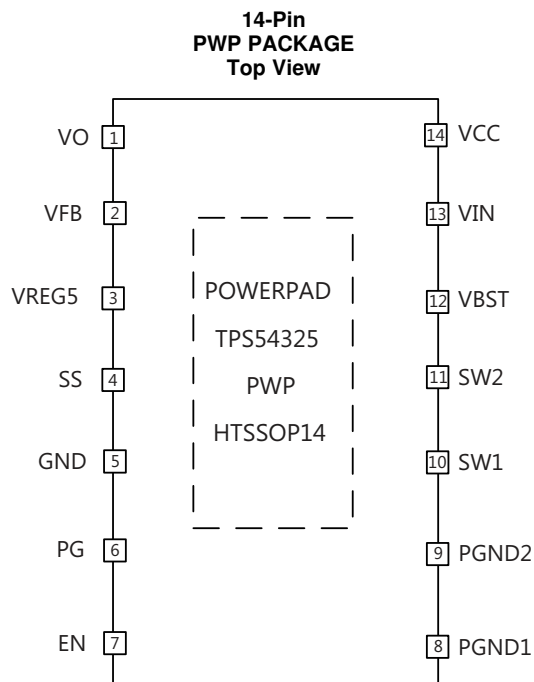 14-Pin
PWP PACKAGE
Top View
VO 1
14 VCC
VFB 2
13 VIN
VREG5 3
12 VBST
SS 4
11 SW2
GND 5
10 SW1
PG 6
9 PGND2
EN 7
8 PGND1
POWERPAD
TPS54325
PWP
HTSSOP14